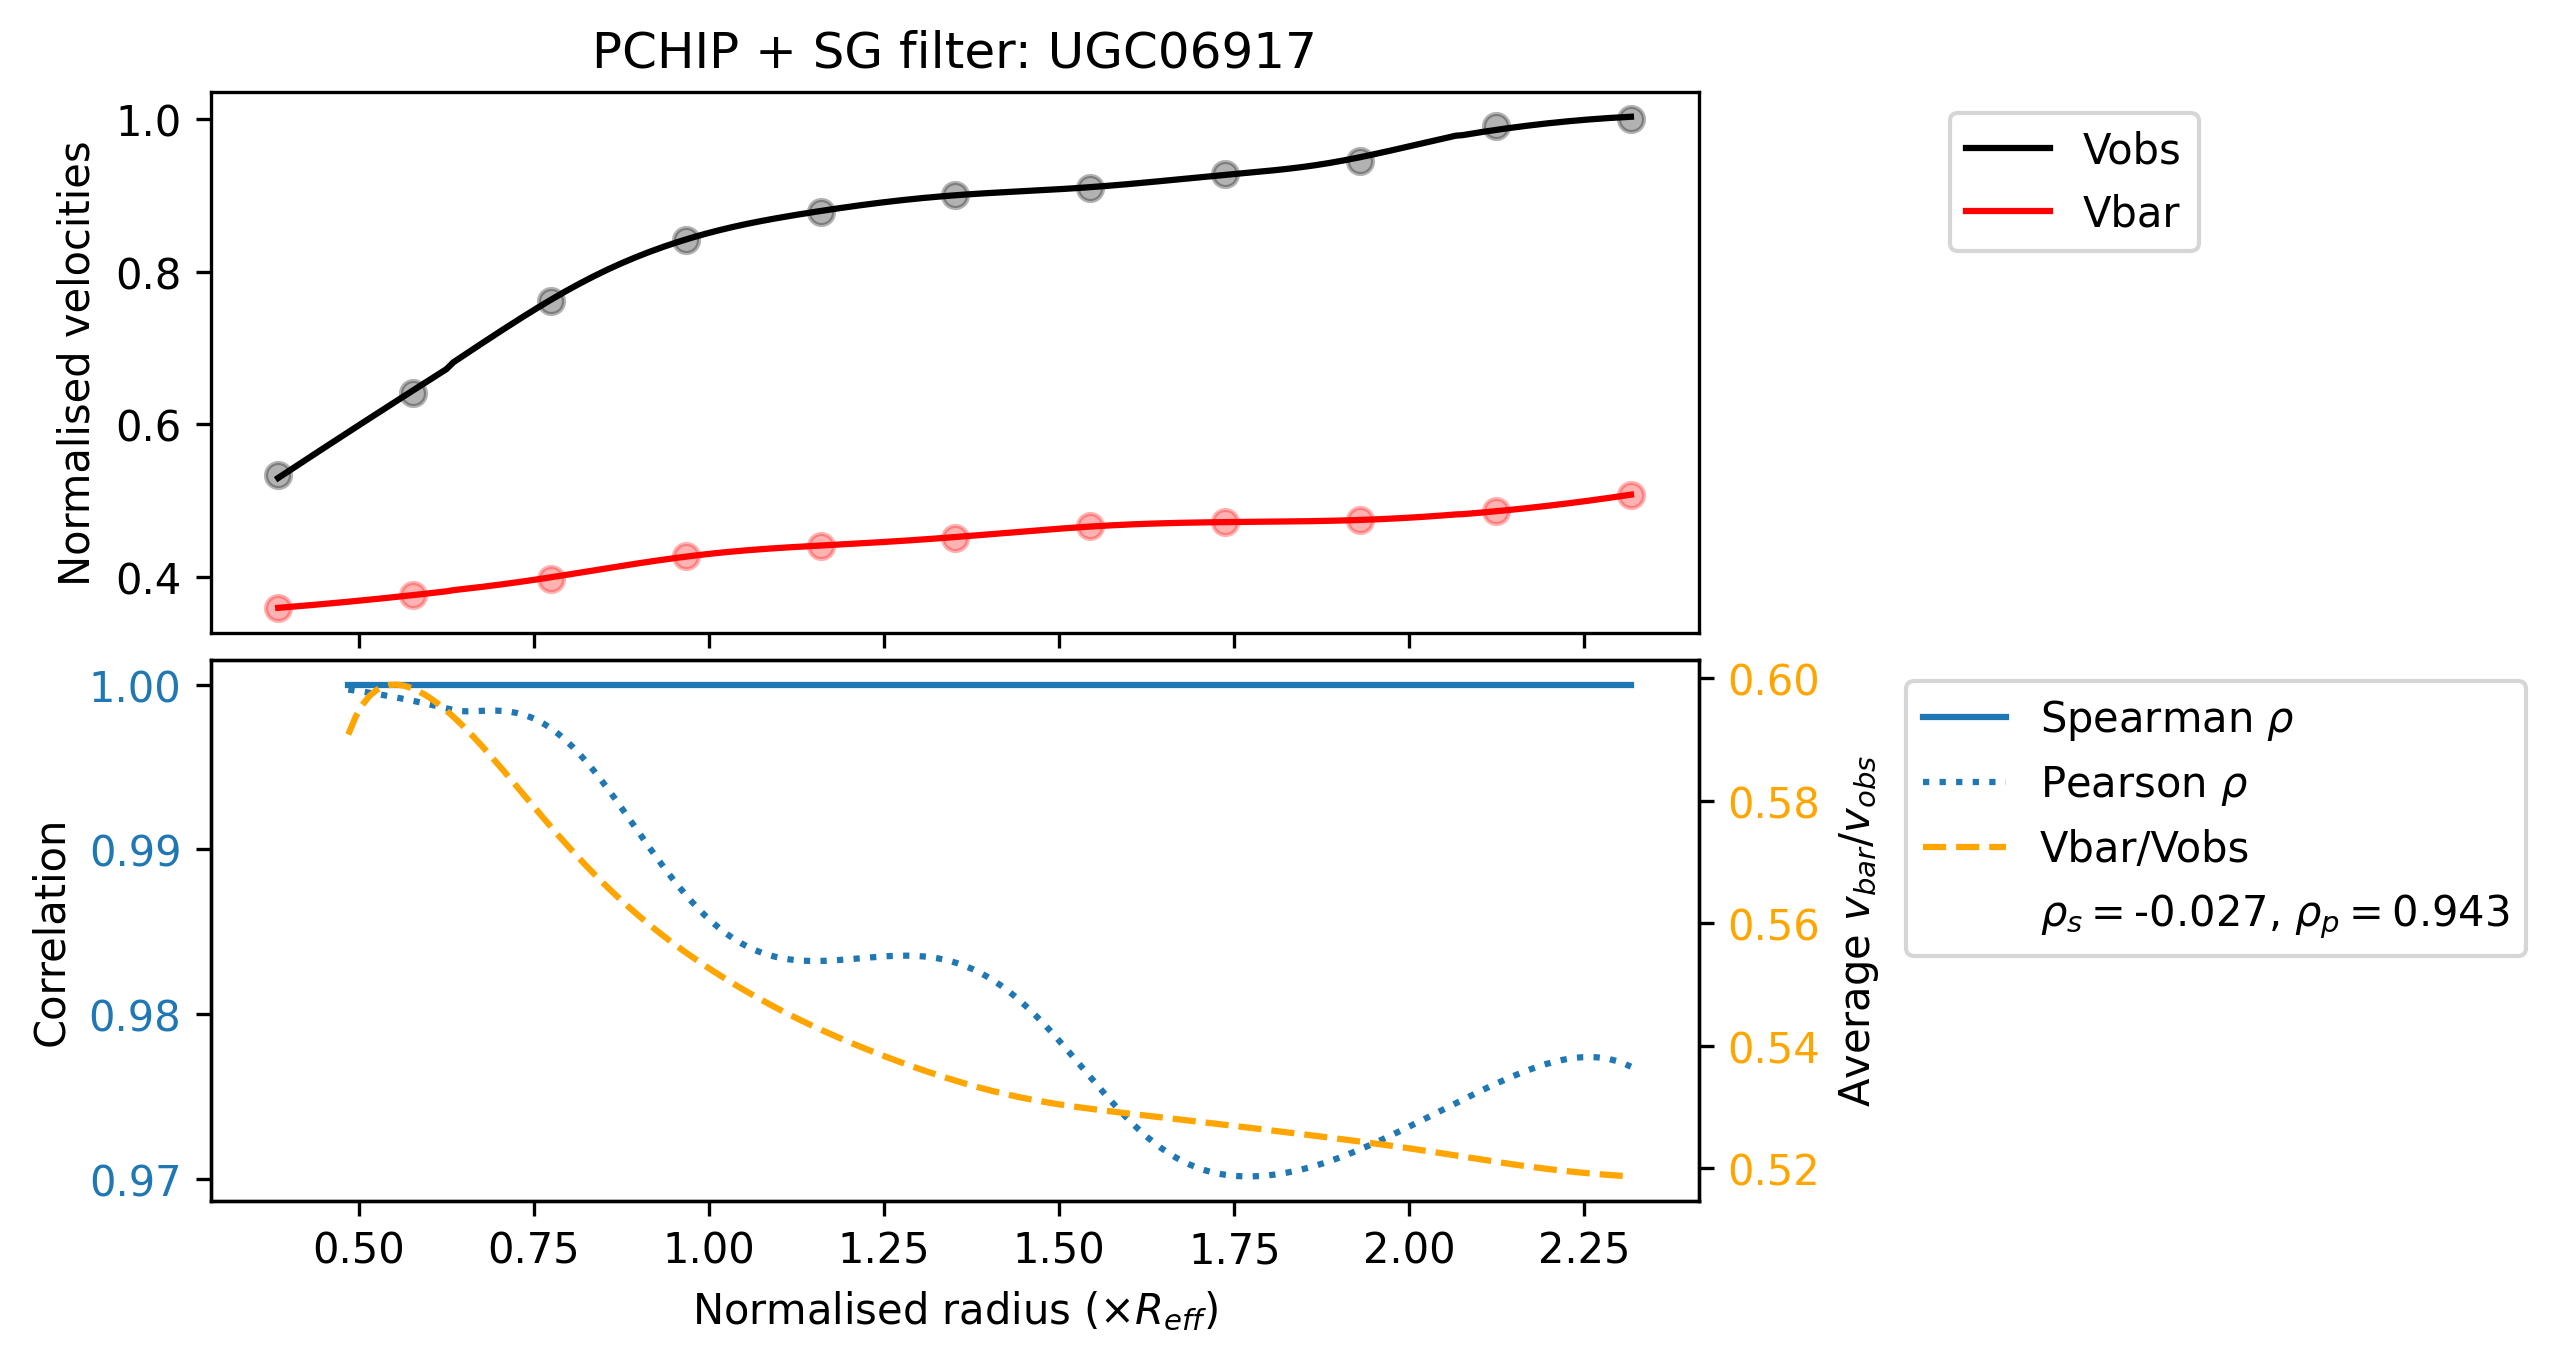 PCHIP + SG filter: UGC06917
Normalised velocities
1.0
0.8
0.6
0.4
Vobs
Vbar
Correlation
1.00
0.99
0.98
0.97
0.60
0.58
0.56
0.54
0.52
Average v_bar/v_obs
Spearman ρ
Pearson ρ
Vbar/Vobs
ρ_s = -0.027, ρ_p = 0.943
0.50 0.75 1.00 1.25 1.50 1.75 2.00 2.25
Normalised radius (×R_eff)